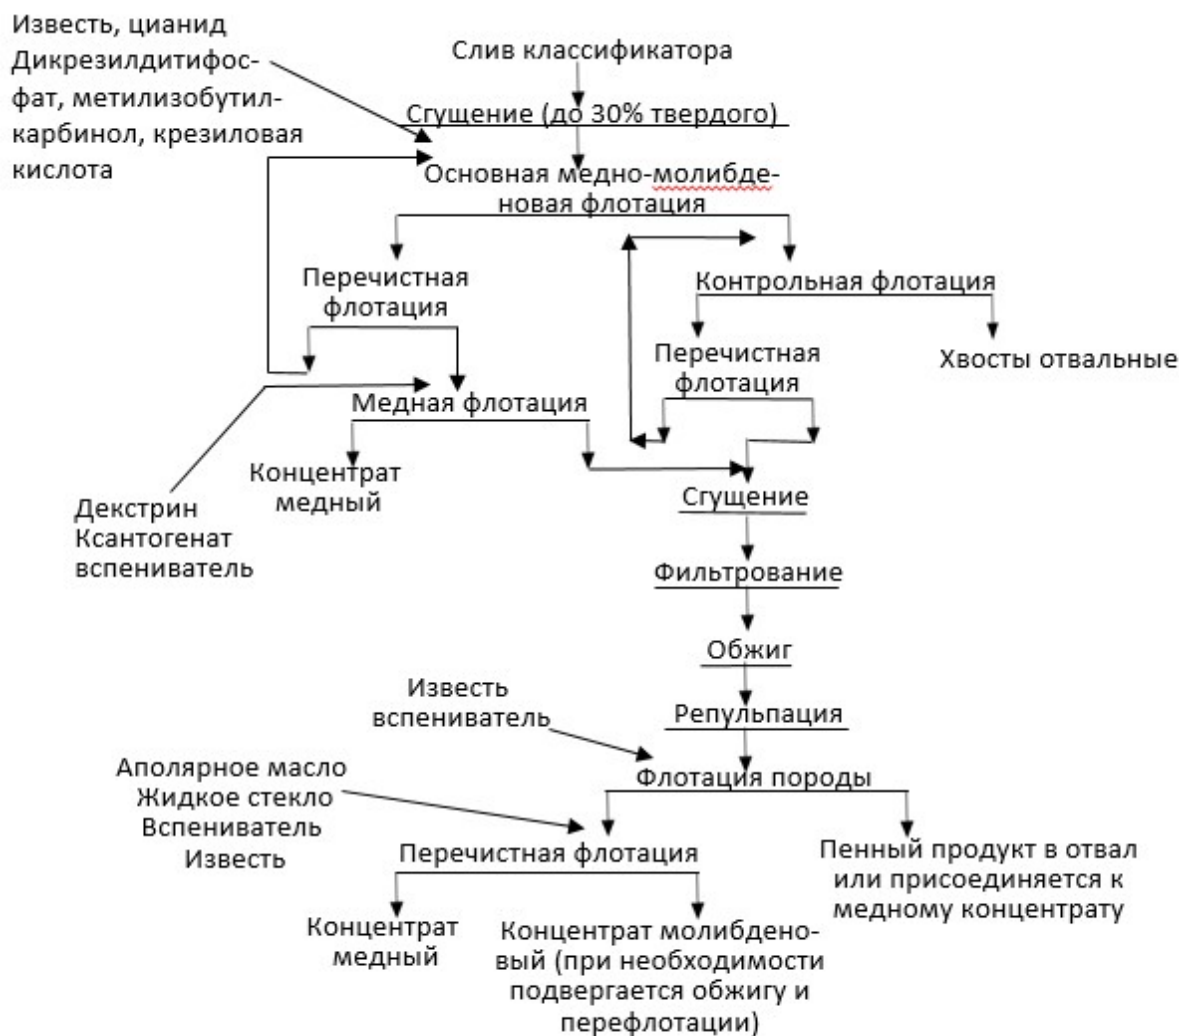 Известь, цианид
Дикрезилдитифос-
фат, метилизобутил-
карбинол, крезиловая
кислота
Слив классификатора
Сгущение (до 30% твердого)
Основная медно-молибде-
новая флотация
Перечистная
флотация
Контрольная флотация
Перечистная
флотация
Хвосты отвальные
Медная флотация
Концентрат
медный
Декстрин
Ксантогенат
вспениватель
Сгущение
Фильтрование
Обжиг
Известь
вспениватель
Репульпация
Флотация породы
Аполярное масло
Жидкое стекло
Вспениватель
Известь
Перечистная флотация
Пенный продукт в отвал
или присоединяется к
медному концентрату
Концентрат
медный
Концентрат молибдено-
вый (при необходимости
подвергается обжигу и
перефлотации)